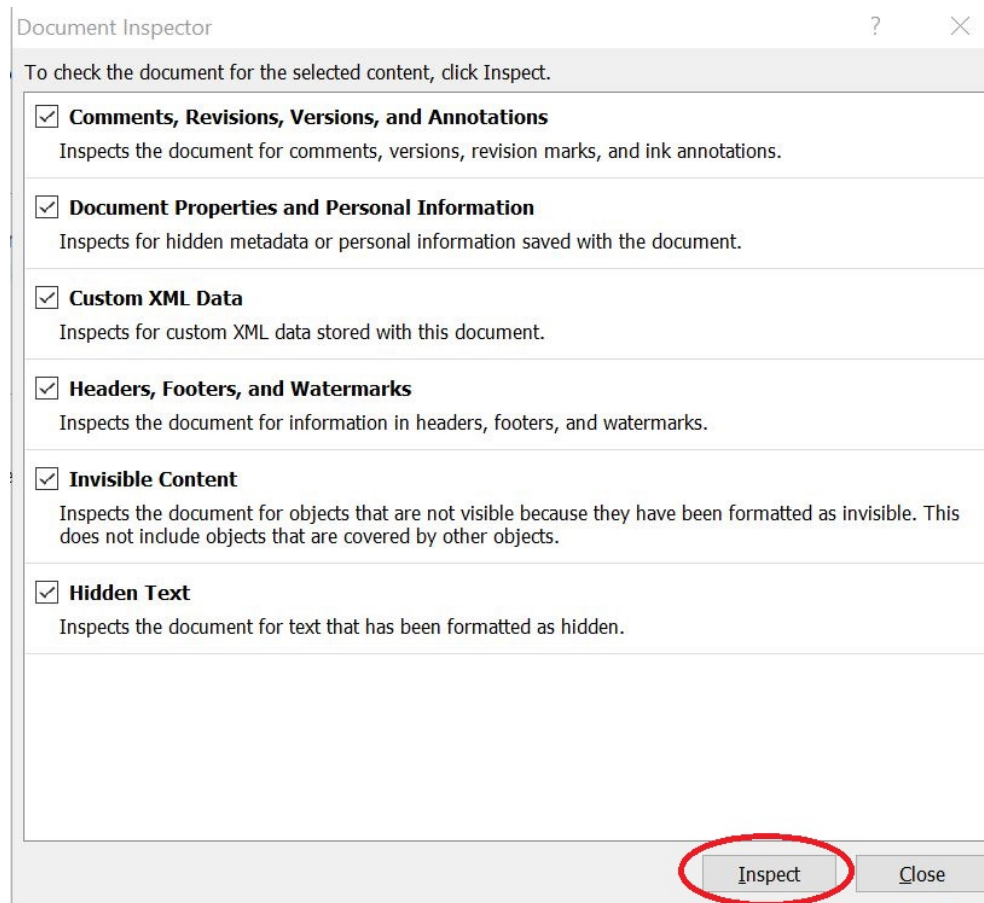 Document Inspector
?
To check the document for the selected content, click Inspect.
Comments, Revisions, Versions, and Annotations
Inspects the document for comments, versions, revision marks, and ink annotations.
Document Properties and Personal Information
Inspects for hidden metadata or personal information saved with the document.
Custom XML Data
Inspects for custom XML data stored with this document.
Headers, Footers, and Watermarks
Inspects the document for information in headers, footers, and watermarks.
Invisible Content
Inspects the document for objects that are not visible because they have been formatted as invisible. This
does not include objects that are covered by other objects.
Hidden Text
Inspects the document for text that has been formatted as hidden.
Inspect
Close